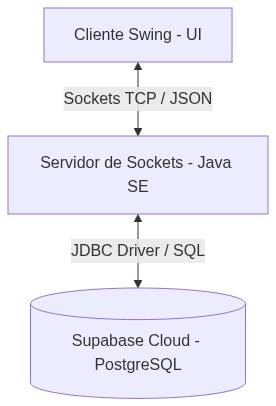 Cliente Swing - UI
Sockets TCP / JSON
Servidor de Sockets - Java
SE
JDBC Driver / SQL
Supabase Cloud -
PostgreSQL